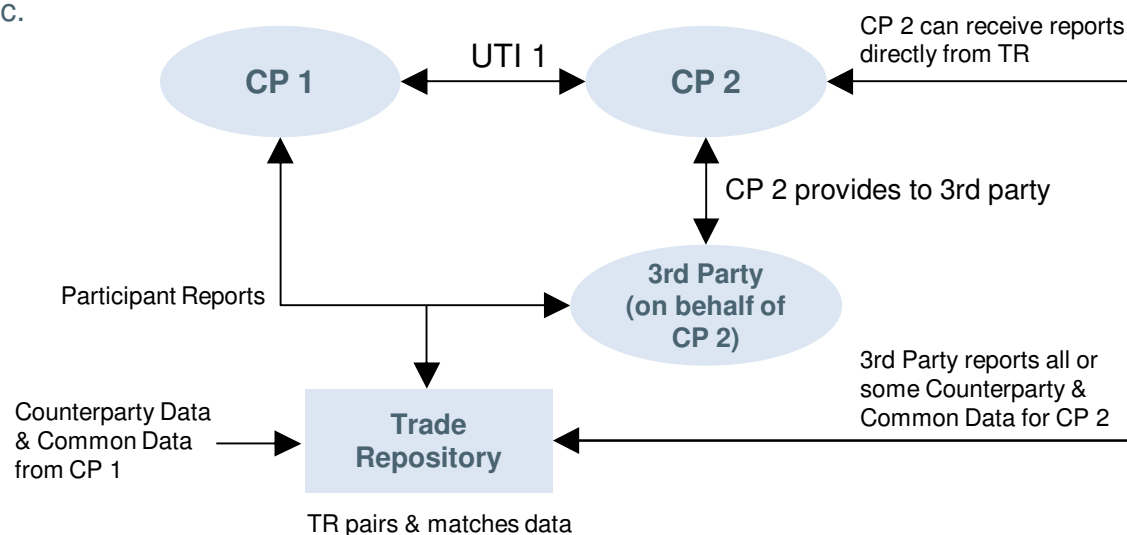 c.
CP 2 can receive reports
directly from TR
CP 1
UTI 1
CP 2
CP 2 provides to 3rd party
3rd Party
(on behalf of
CP 2)
Participant Reports
3rd Party reports all or
some Counterparty &
Common Data for CP 2
Counterparty Data
& Common Data
from CP 1
Trade
Repository
TR pairs & matches data